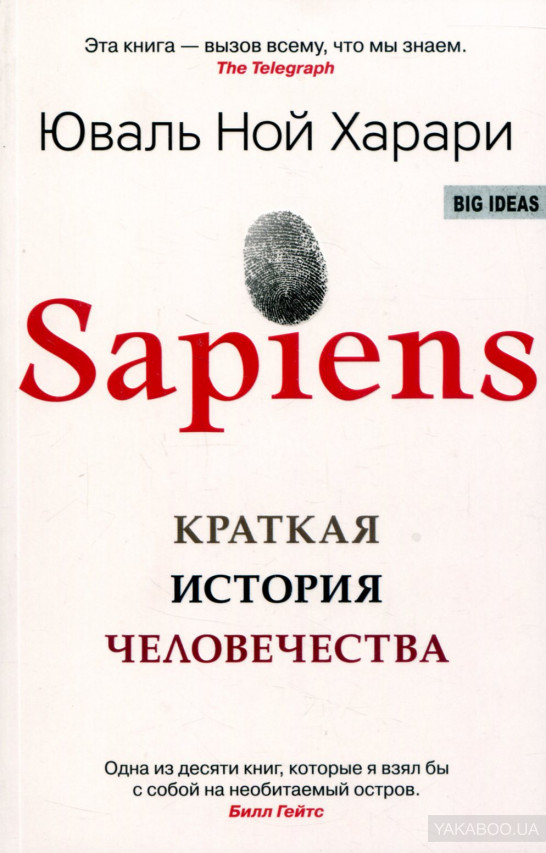 Эта книга — вызов всему, что мы знаем.
The Telegraph
Юваль Ной Харари
BIG IDEAS
Sapiens
КРАТКАЯ
ИСТОРИЯ
ЧЕЛОВЕЧЕСТВА
Одна из десяти книг, которые я взял бы
с собой на необитаемый остров.
Билл Гейтс
YAKABOO.UA